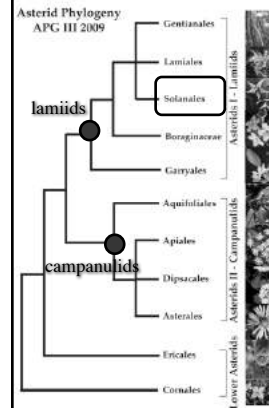 Asterid Phylogeny
APG III 2009
Gentianales
Lamiales
Solanales
lamiids
Boraginaceae
Garryales
Asterids I - Lamiids
Aquifoliales
Apiales
campanulids
Dipsacales
Asterales
Asterids II - Campanulids
Ericales
Cornales
Lower Asterids